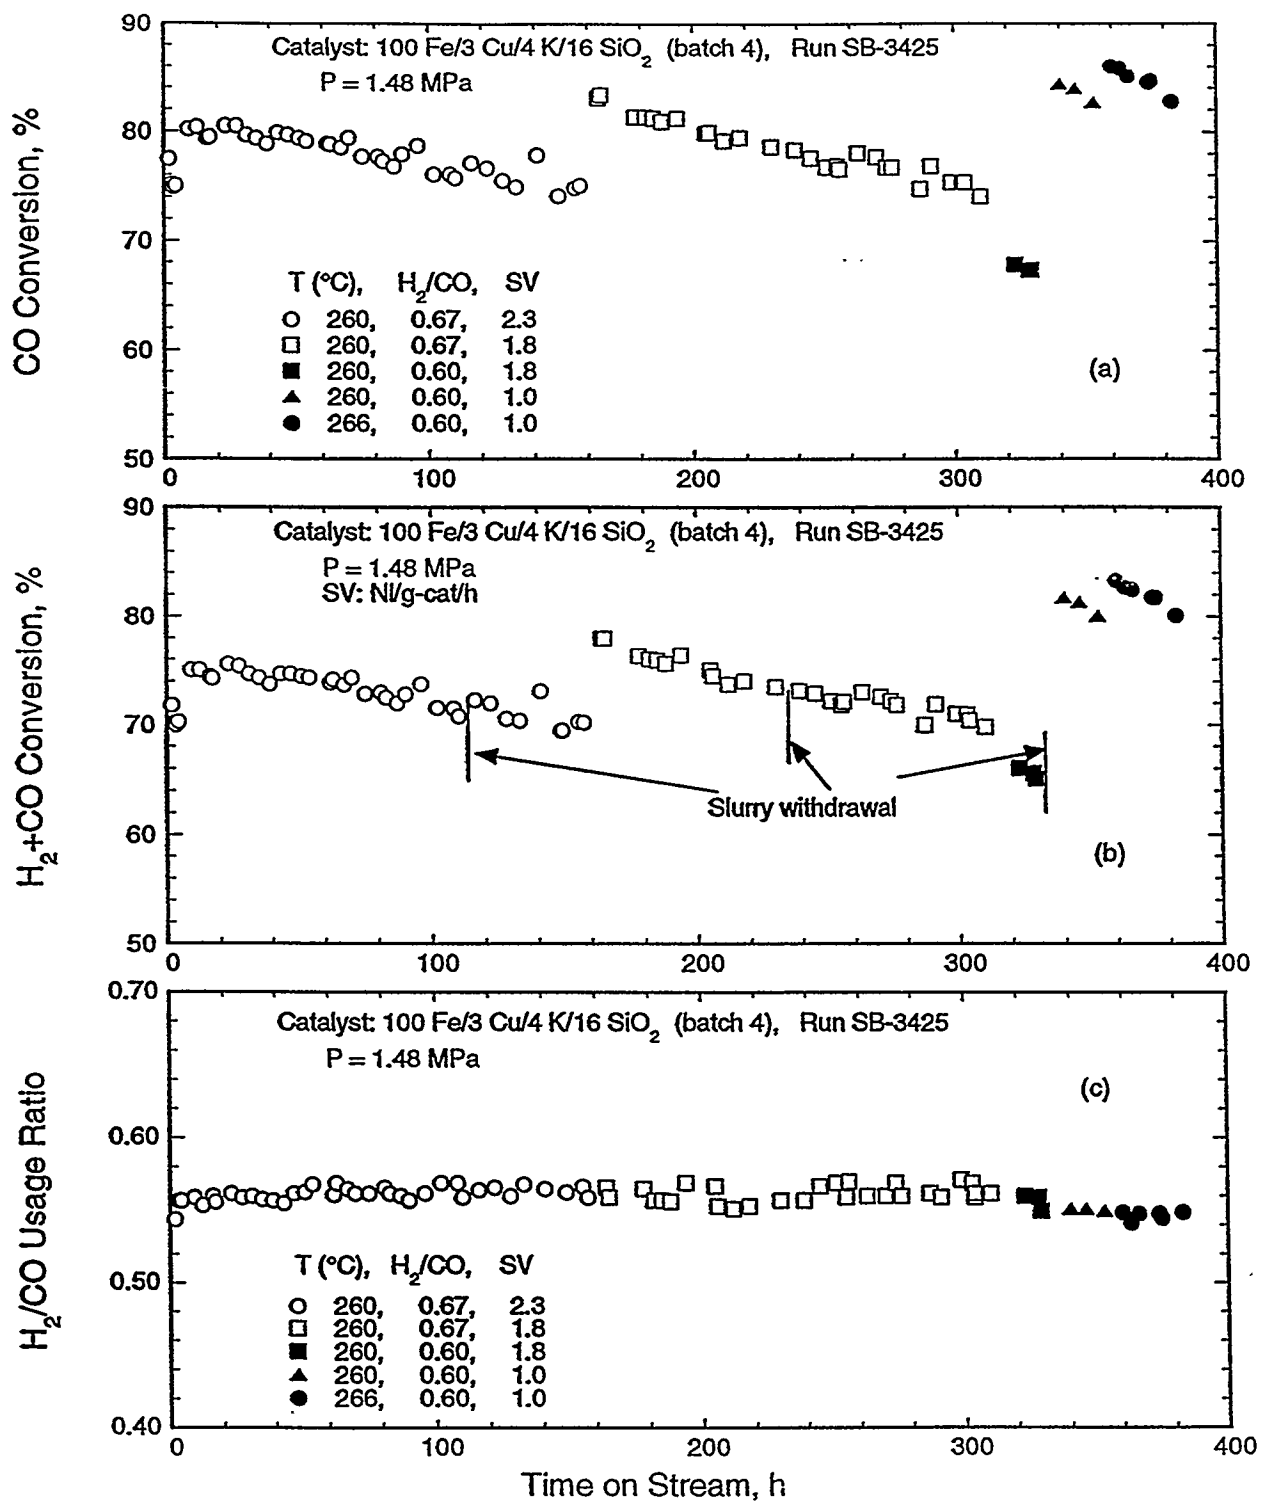 CO Conversion, %
90
80
70
60
50
Catalyst: 100 Fe/3 Cu/4 K/16 SiO2 (batch 4), Run SB-3425
P = 1.48 MPa
T (°C), H2/CO, SV
260, 0.67, 2.3
260, 0.67, 1.8
260, 0.60, 1.8
260, 0.60, 1.0
266, 0.60, 1.0
(a)
0 100 200 300 400
H2+CO Conversion, %
90
80
70
60
50
Catalyst: 100 Fe/3 Cu/4 K/16 SiO2 (batch 4), Run SB-3425
P = 1.48 MPa
SV: Nl/g-cat/h
Slurry withdrawal
(b)
0 100 200 300 400
H2/CO Usage Ratio
0.70
0.60
0.50
0.40
Catalyst: 100 Fe/3 Cu/4 K/16 SiO2 (batch 4), Run SB-3425
P = 1.48 MPa
(c)
T (°C), H2/CO, SV
260, 0.67, 2.3
260, 0.67, 1.8
260, 0.60, 1.8
260, 0.60, 1.0
266, 0.60, 1.0
0 100 200 300 400
Time on Stream, h